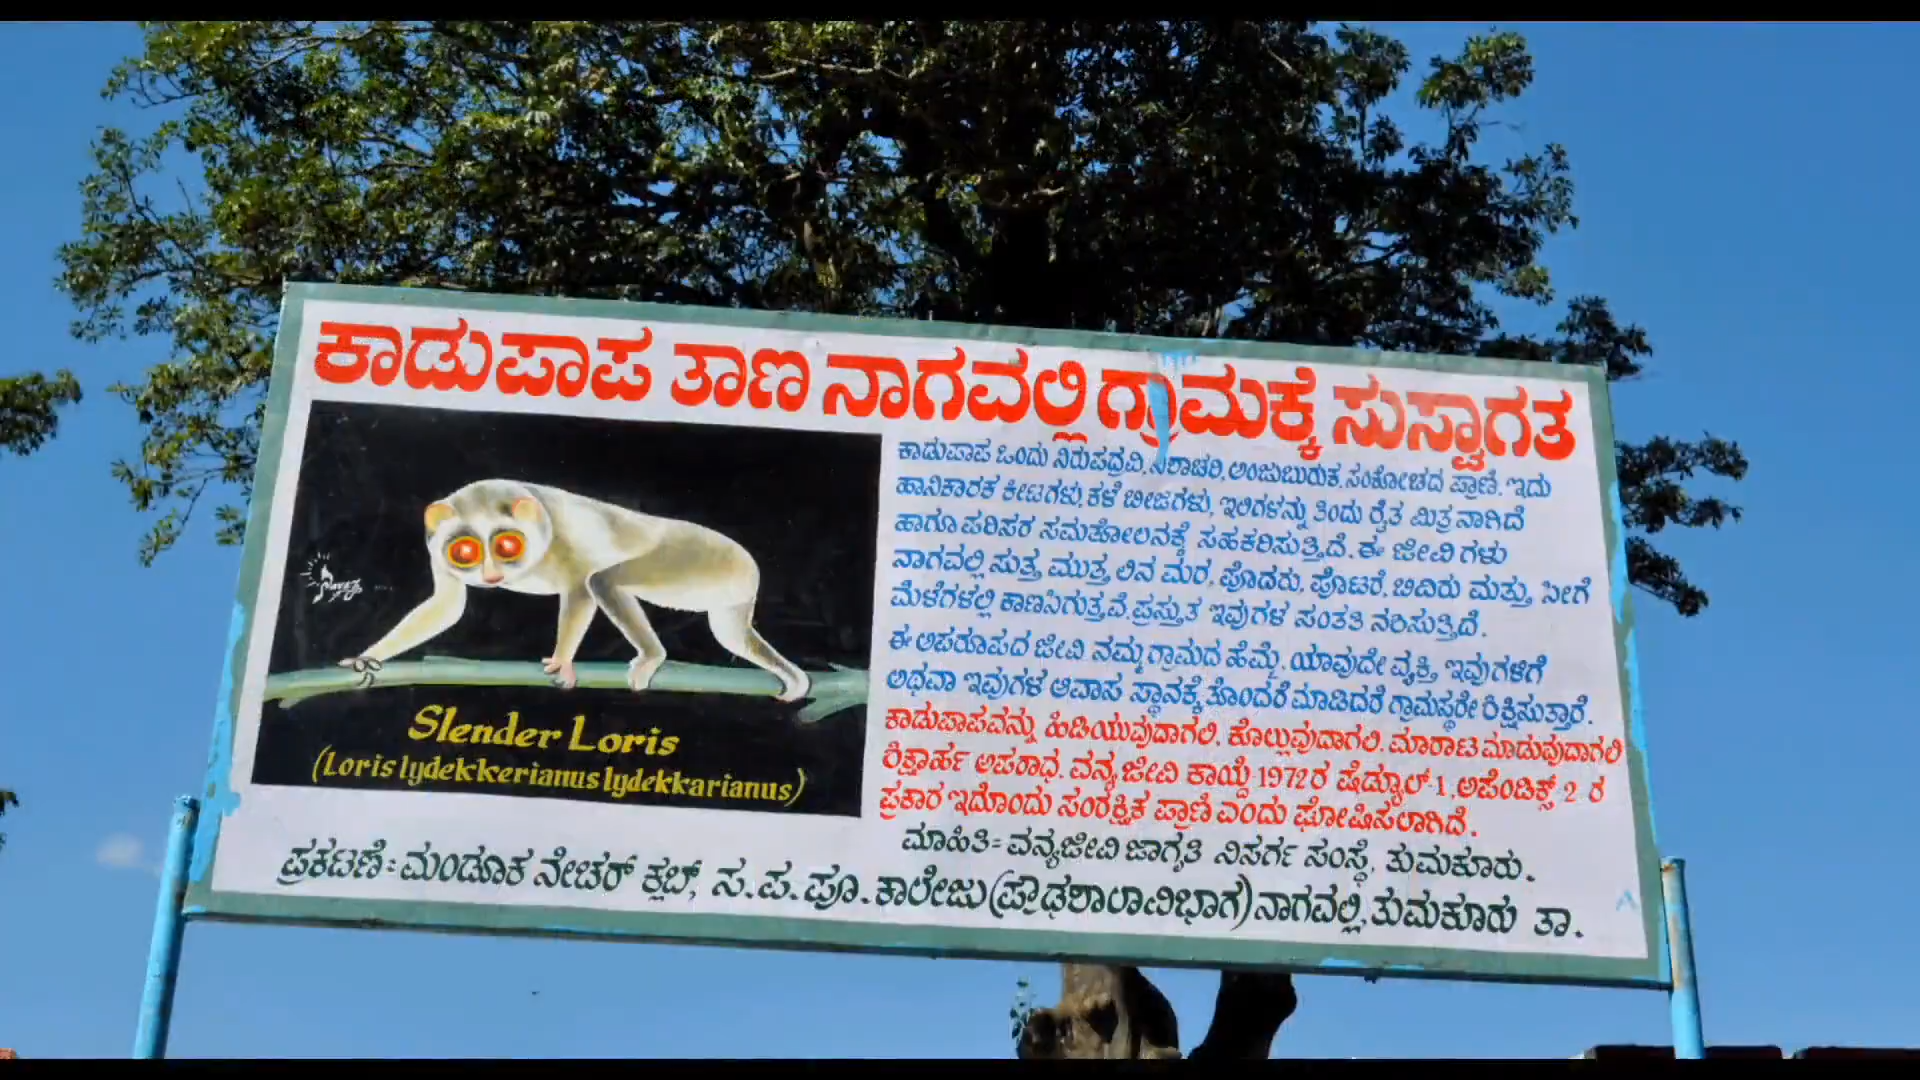 ಕಾಡುಪಾಪ ತಾಣ ನಾಗವಲ್ಲಿ ಗ್ರಾಮಕ್ಕೆ ಸುಸ್ವಾಗತ
Slender Loris
(Loris lydekkerianus lydekkarianus)
ಕಾಡುಪಾಪ ಒಂದು ನಿರುಪದ್ರವಿ, ನಿಶಾಚರಿ, ಅಂಜುಬುರುಕ, ಸಂಕೋಚದ ಪ್ರಾಣಿ. ಇದು
ಹಾನಿಕಾರಕ ಕೀಟಗಳು, ಕಳೆ ಬೀಜಗಳು, ಇಲಿಗಳನ್ನು ತಿಂದು ರೈತ ಮಿತ್ರನಾಗಿದೆ
ಹಾಗೂ ಪರಿಸರ ಸಮತೋಲನಕ್ಕೆ ಸಹಕರಿಸುತ್ತಿದೆ. ಈ ಜೀವಿಗಳು
ನಾಗವಲ್ಲಿ ಸುತ್ತ ಮುತ್ತಲಿನ ಮರ, ಪೊದರು, ಪೊಟರೆ, ಬಿದಿರು ಮತ್ತು ಸೀಗೆ
ಮೆಳೆಗಳಲ್ಲಿ ಕಾಣಸಿಗುತ್ತವೆ. ಪ್ರಸ್ತುತ ಇವುಗಳ ಸಂತತಿ ನಶಿಸುತ್ತಿದೆ.
ಈ ಅಪರೂಪದ ಜೀವಿ ನಮ್ಮ ಗ್ರಾಮದ ಹೆಮ್ಮೆ. ಯಾವುದೇ ವ್ಯಕ್ತಿ ಇವುಗಳಿಗೆ
ಅಥವಾ ಇವುಗಳ ಆವಾಸ ಸ್ಥಾನಕ್ಕೆ ತೊಂದರೆ ಮಾಡಿದರೆ ಗ್ರಾಮಸ್ಥರೇ ಶಿಕ್ಷಿಸುತ್ತಾರೆ.
ಕಾಡುಪಾಪವನ್ನು ಹಿಡಿಯುವುದಾಗಲಿ, ಕೊಲ್ಲುವುದಾಗಲಿ, ಮಾರಾಟ ಮಾಡುವುದಾಗಲಿ
ಶಿಕ್ಷಾರ್ಹ ಅಪರಾಧ. ವನ್ಯಜೀವಿ ಕಾಯ್ದೆ-1972ರ ಷೆಡ್ಯೂಲ್-1, ಅಪೆಂಡಿಕ್ಸ್ 2 ರ
ಪ್ರಕಾರ ಇದೊಂದು ಸಂರಕ್ಷಿತ ಪ್ರಾಣಿ ಎಂದು ಘೋಷಿಸಲಾಗಿದೆ.
ಮಾಹಿತಿ:- ವನ್ಯಜೀವಿ ಜಾಗೃತಿ ನಿಸರ್ಗ ಸಂಸ್ಥೆ, ತುಮಕೂರು.
ಪ್ರಕಟಣೆ:- ಮಂಡೂಕ ನೇಚರ್ ಕ್ಲಬ್, ಸ.ಪ.ಪೂ. ಕಾಲೇಜು (ಪ್ರೌಢಶಾಲಾ ವಿಭಾಗ) ನಾಗವಲ್ಲಿ, ತುಮಕೂರು ತಾ.